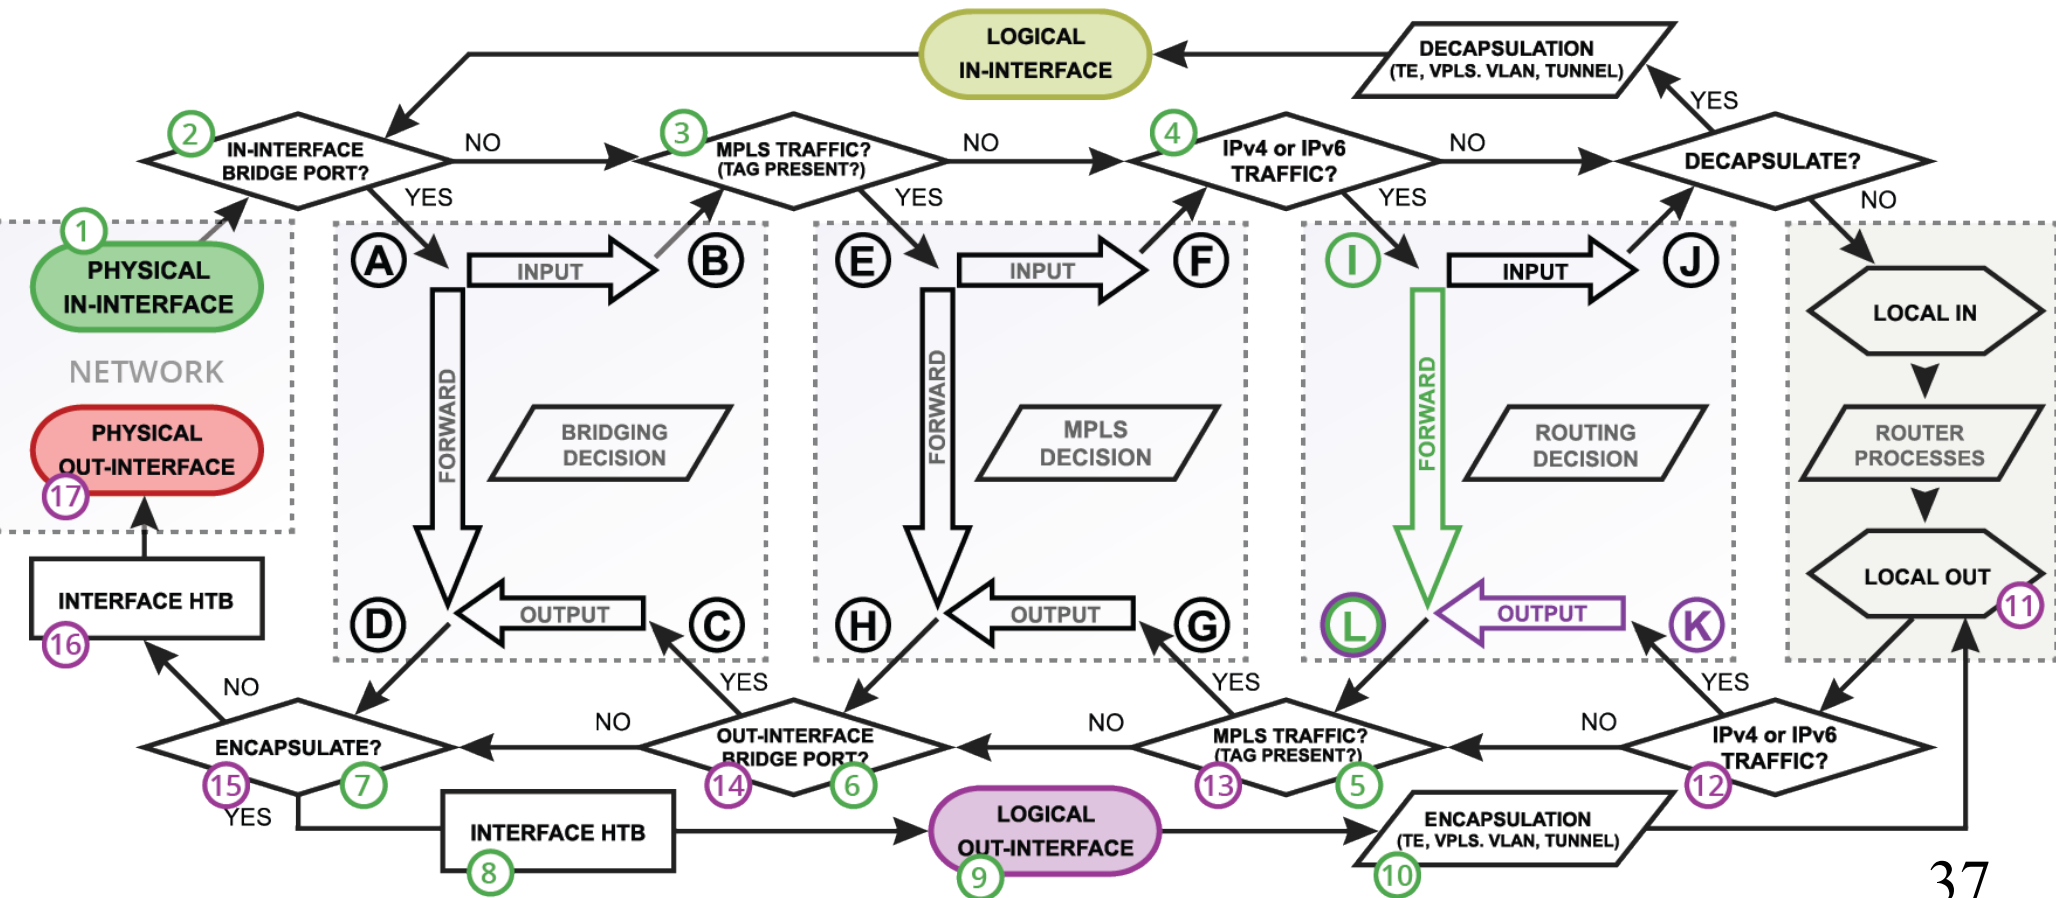 LOGICAL
IN-INTERFACE
DECAPSULATION
(TE, VPLS. VLAN, TUNNEL)
YES
2
IN-INTERFACE
BRIDGE PORT?
NO
3
MPLS TRAFFIC?
(TAG PRESENT?)
NO
4
IPv4 or IPv6
TRAFFIC?
NO
DECAPSULATE?
YES
YES
YES
NO
1
PHYSICAL
IN-INTERFACE
NETWORK
PHYSICAL
OUT-INTERFACE
17
A
INPUT
B
FORWARD
BRIDGING
DECISION
D
OUTPUT
C
E
INPUT
F
FORWARD
MPLS
DECISION
H
OUTPUT
G
I
INPUT
J
FORWARD
ROUTING
DECISION
L
OUTPUT
K
LOCAL IN
ROUTER
PROCESSES
LOCAL OUT
11
INTERFACE HTB
16
NO
YES
YES
YES
ENCAPSULATE?
15
7
YES
NO
OUT-INTERFACE
BRIDGE PORT?
14
6
NO
MPLS TRAFFIC?
(TAG PRESENT?)
13
5
NO
IPv4 or IPv6
TRAFFIC?
12
INTERFACE HTB
8
LOGICAL
OUT-INTERFACE
9
ENCAPSULATION
(TE, VPLS. VLAN, TUNNEL)
10
37